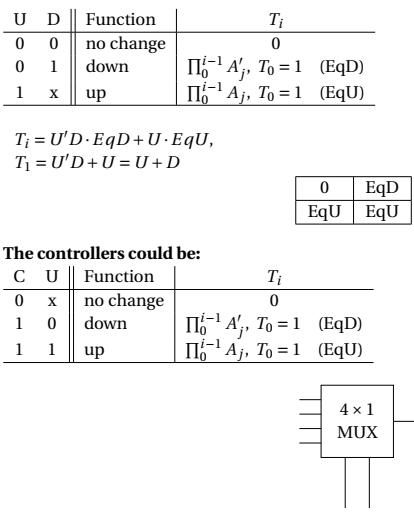 U D Function T_i
0 0 no change 0
0 1 down ∏_0^{i-1} A'_j, T_0 = 1 (EqD)
1 x up ∏_0^{i-1} A_j, T_0 = 1 (EqU)
T_i = U'D · EqD + U · EqU,
T_1 = U'D + U = U + D
0 EqD
EqU EqU
The controllers could be:
C U Function T_i
0 x no change 0
1 0 down ∏_0^{i-1} A'_j, T_0 = 1 (EqD)
1 1 up ∏_0^{i-1} A_j, T_0 = 1 (EqU)
4 × 1
MUX